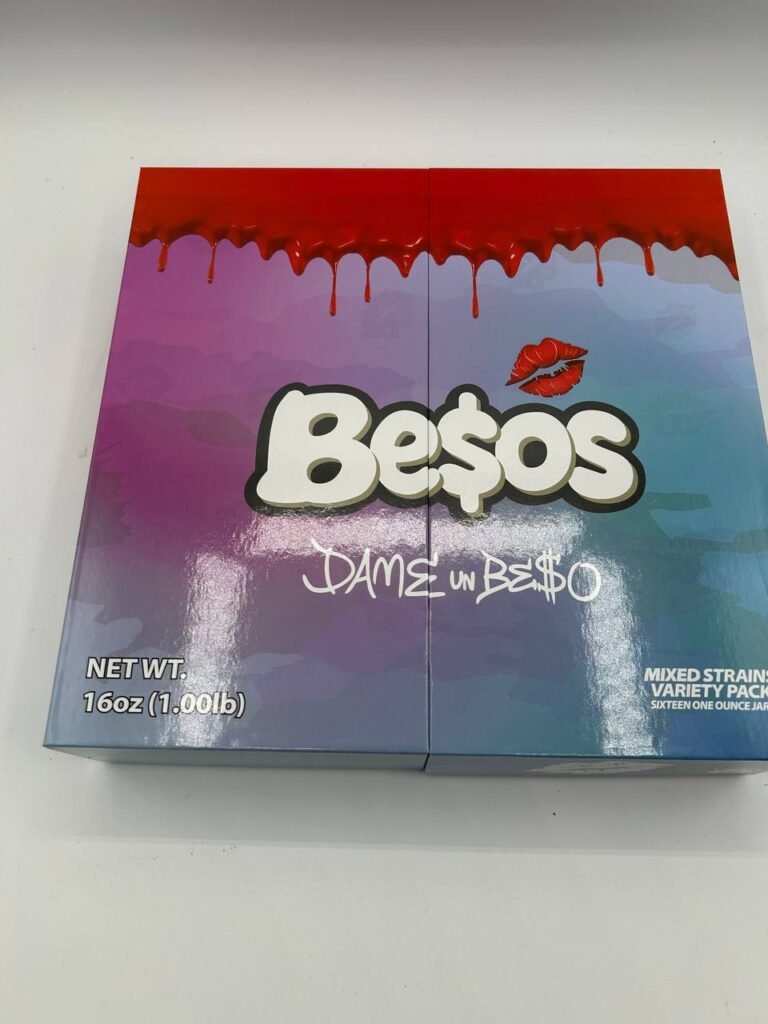 Be$os
DAME UN BE$O
NET WT.
16oz (1.00lb)
MIXED STRAINS
VARIETY PACK
SIXTEEN ONE OUNCE JAR